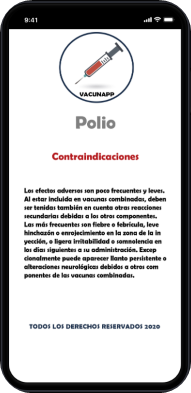 9:41
VACUNAPP
Polio
Contraindicaciones
Los efectos adversos son poco frecuentes y leves.
Al estar incluida en vacunas combinadas, deben
ser tenidas también en cuenta otras reacciones
secundarias debidas a los otros componentes.
Las más frecuentes son fiebre o febrícula, leve
hinchazón o enrojecimiento en la zona de la in
yección, o ligera irritabilidad o somnolencia en
los días siguientes a su administración. Excep
cionalmente puede aparecer llanto persistente o
alteraciones neurológicas debidos a otros com
ponentes de las vacunas combinadas.
TODOS LOS DERECHOS RESERVADOS 2020